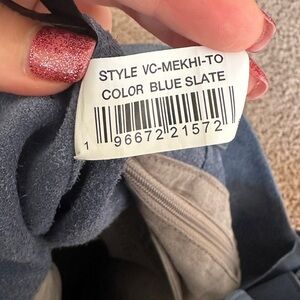 STYLE VC-MEKHI-TO
COLOR BLUE SLATE
1 96672 21572